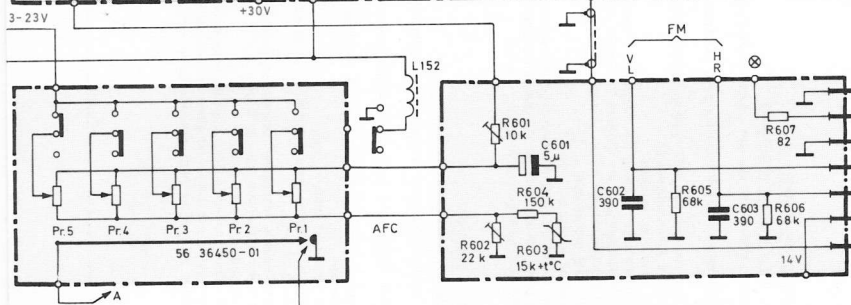 +30V
3-23V
FM
L152
V
L
H
R
R601
10k
C601
5µ
R607
82
R604
150k
C602
390
R605
68k
C603
390
R606
68k
Pr.5
Pr.4
Pr.3
Pr.2
Pr.1
AFC
R602
22k
R603
15k+t°C
56 36450-01
14V
A